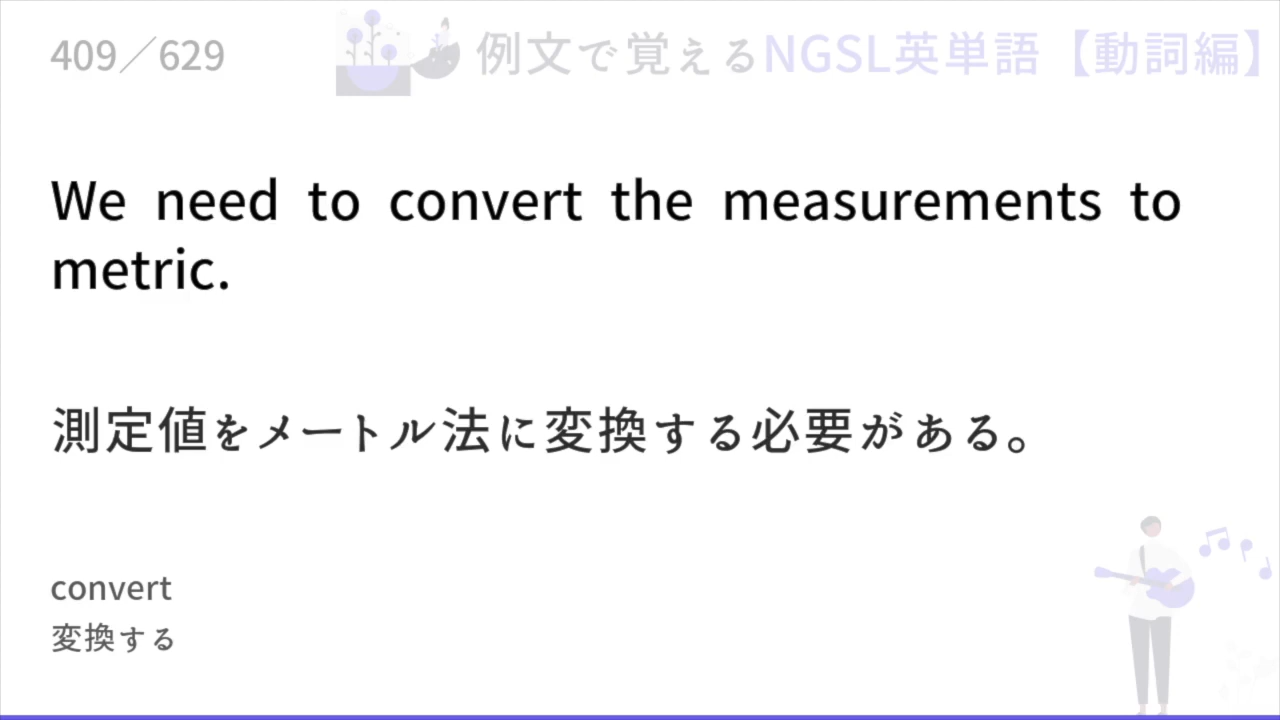 409／629
例文で覚えるNGSL英単語【動詞編】
We need to convert the measurements to
metric.
測定値をメートル法に変換する必要がある。
convert
変換する